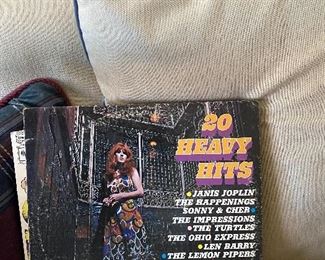 20
HEAVY
HITS
JANIS JOPLIN
THE HAPPENINGS
SONNY & CHER
THE IMPRESSIONS
THE TURTLES
THE OHIO EXPRESS
LEN BARRY
THE LEMON PIPERS